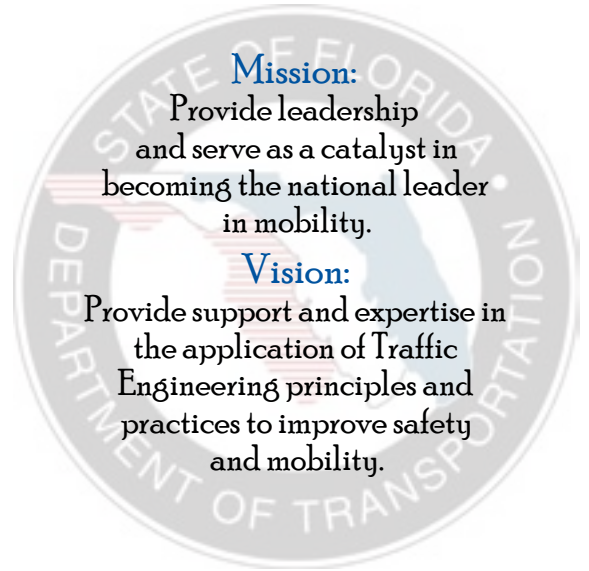 STATE OF FLORIDA
DEPARTMENT OF TRANSPORTATION
Mission:
Provide leadership
and serve as a catalyst in
becoming the national leader
in mobility.
Vision:
Provide support and expertise in
the application of Traffic
Engineering principles and
practices to improve safety
and mobility.